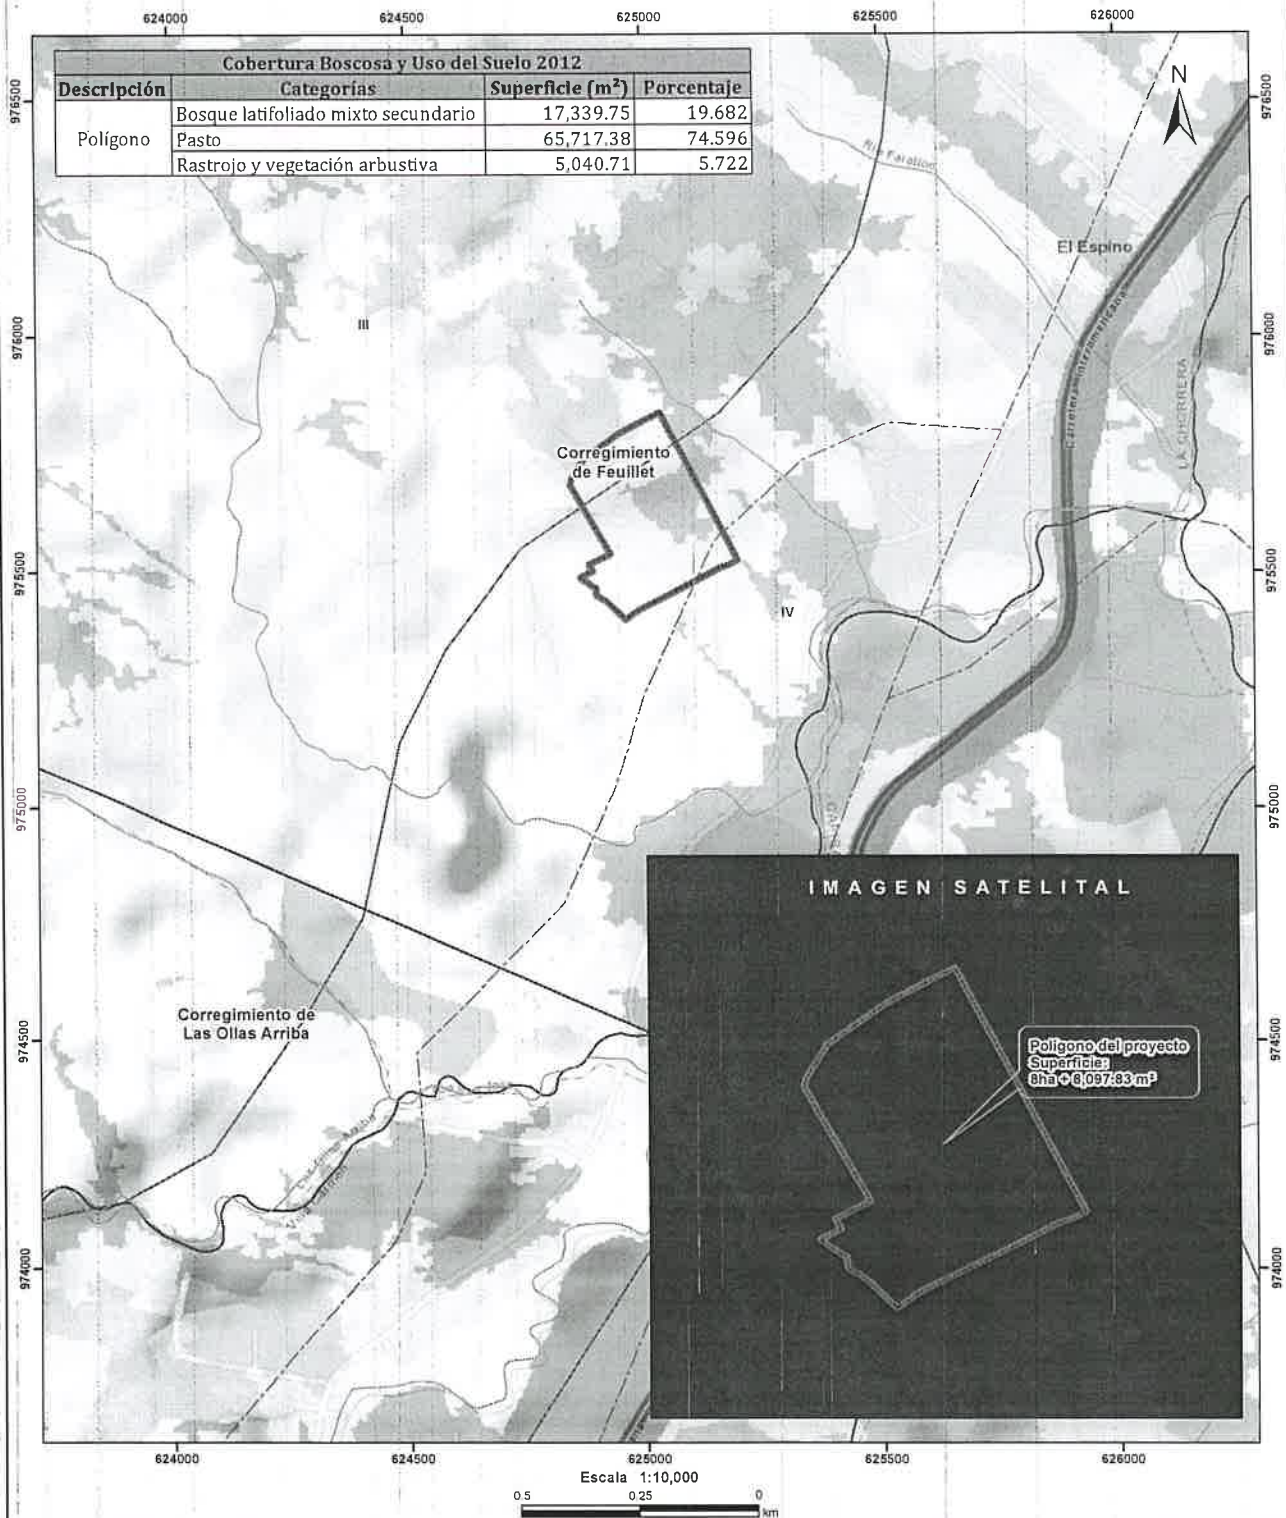 624000 624500 625000 625500 626000
Cobertura Boscosa y Uso del Suelo 2012
Descripción Categorías Superficie (m²) Porcentaje
Polígono
Bosque latifoliado mixto secundario 17,339.75 19.682
Pasto 65,717.38 74.596
Rastrojo y vegetación arbustiva 5,040.71 5.722
N
976500 976500
Río Farallón
El Espino
III
976000 976000
Carretera Interamericana
LA CHORRERA
Corregimiento
de Feuillet
975500 975500
IV
975000 975000
IMAGEN SATELITAL
Corregimiento de
Las Ollas Arriba
974500 974500
Polígono del proyecto
Superficie:
8ha + 8,097.83 m²
974000 974000
624000 624500 625000 625500 626000
Escala 1:10,000
0.5 0.25 0
km